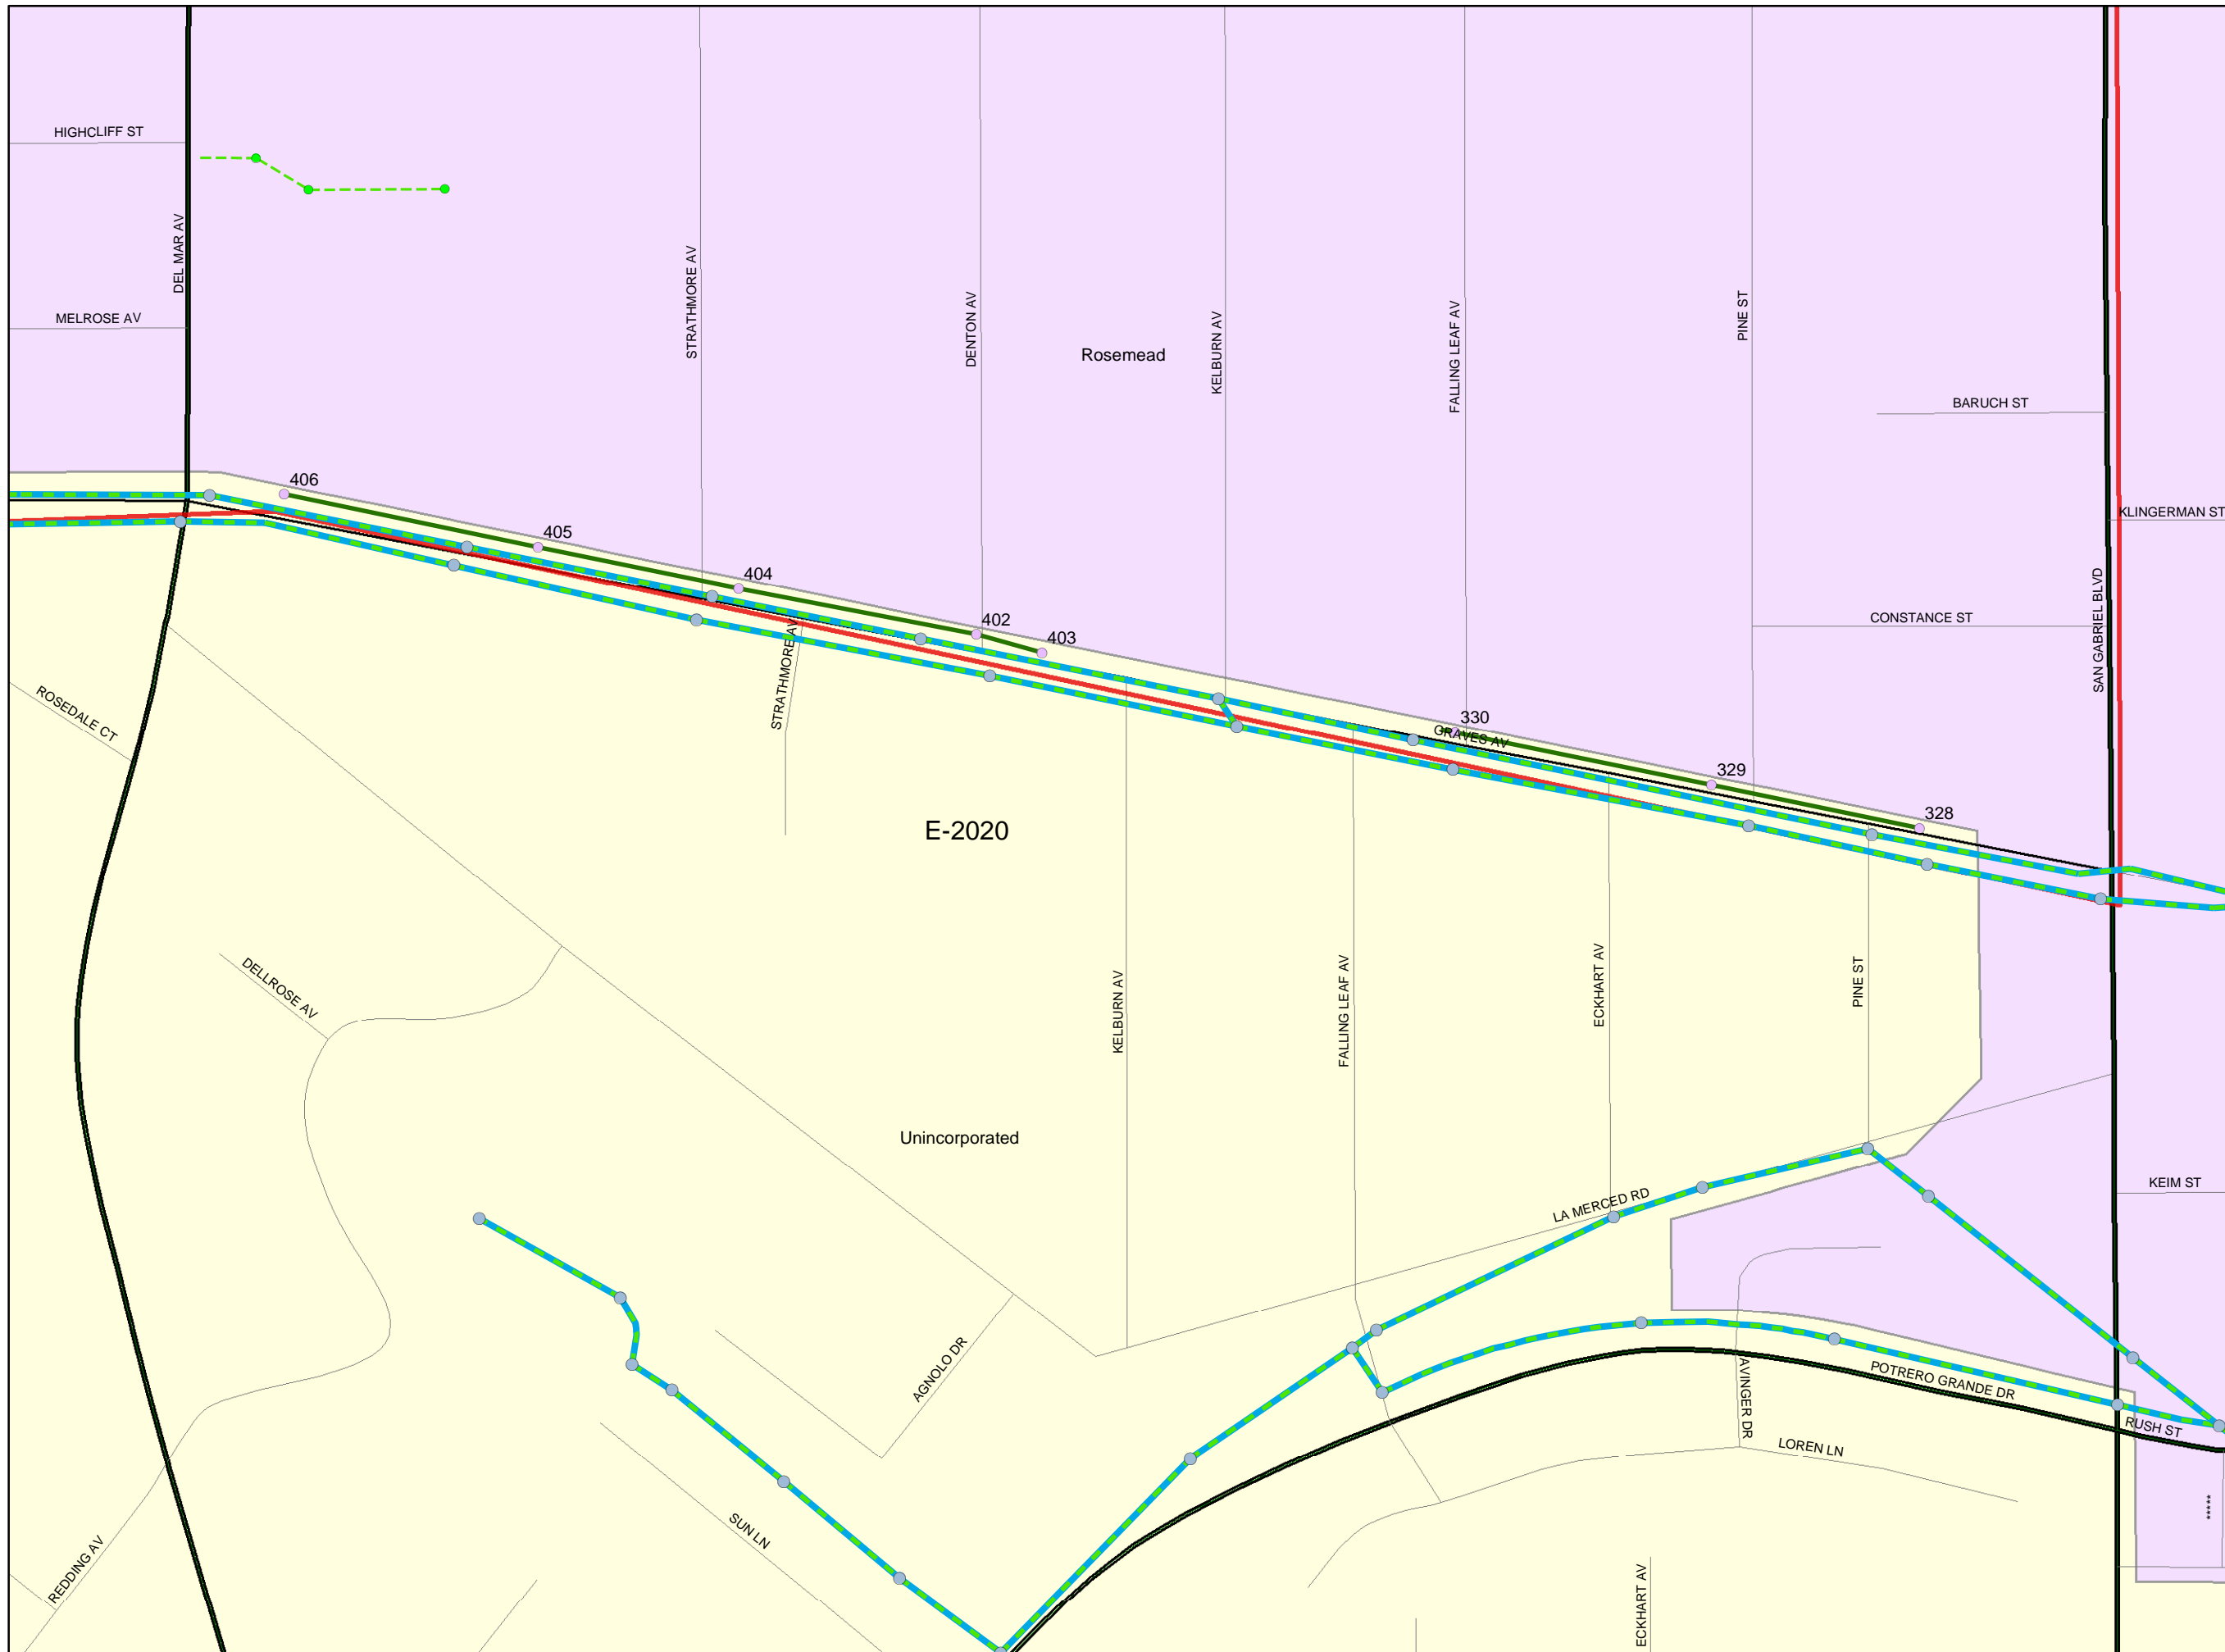 HIGHCLIFF ST
DEL MAR AV
MELROSE AV
STRATHMORE AV
DENTON AV
KELBURN AV
FALLING LEAF AV
PINE ST
Rosemead
BARUCH ST
KLINGERMAN ST
SAN GABRIEL BLVD
CONSTANCE ST
406
405
404
402
403
330
GRAVES AV
329
328
STRATHMORE AV
ROSEDALE CT
E-2020
DELLROSE AV
KELBURN AV
FALLING LEAF AV
ECKHART AV
PINE ST
Unincorporated
LA MERCED RD
KEIM ST
AGNOLO DR
POTRERO GRANDE DR
AVINGER DR
RUSH ST
LOREN LN
*****
SUN LN
REDDING AV
ECKHART AV